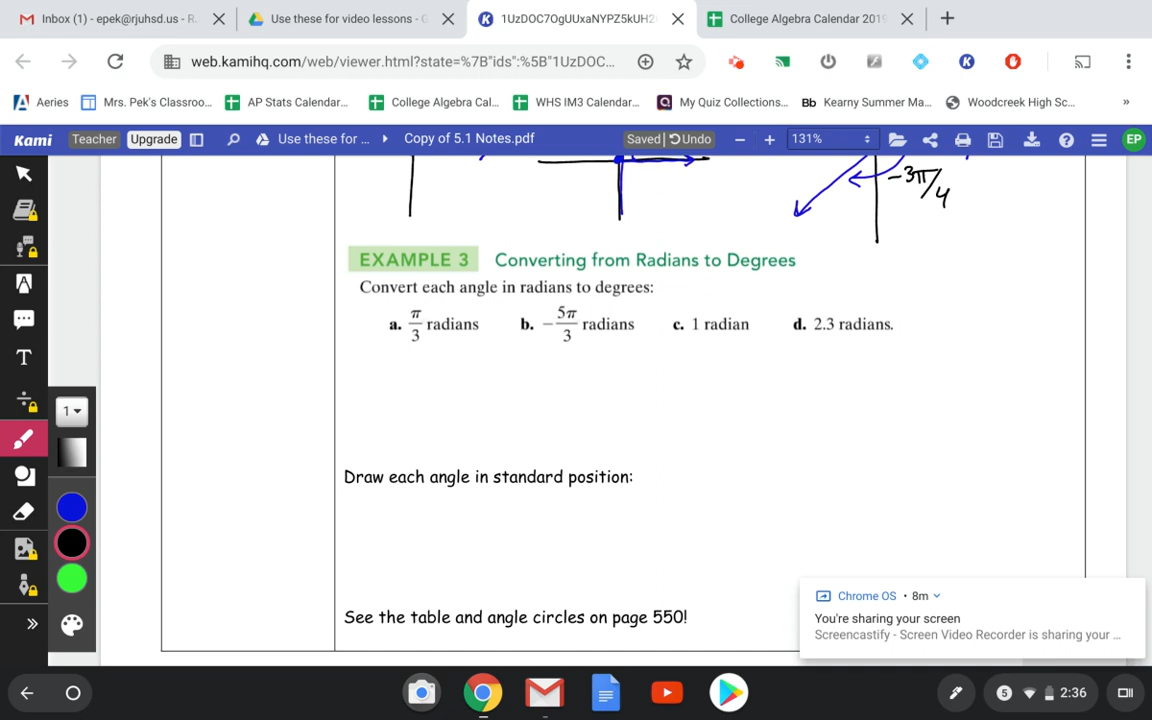 Inbox (1) - epek@rjuhsd.us - R
Use these for video lessons - G
1UzDOC7OgUUxaNYPZ5kUH2
College Algebra Calendar 2019
web.kamihq.com/web/viewer.html?state=%7B"ids":%5B"1UzDOC...
Aeries
Mrs. Pek's Classroo...
AP Stats Calendar...
College Algebra Cal...
WHS IM3 Calendar...
My Quiz Collections...
Bb Kearny Summer Ma...
Woodcreek High Sc...
»
Kami
Teacher
Upgrade
Use these for ...
Copy of 5.1 Notes.pdf
Saved
Undo
131%
EP
-3π/4
EXAMPLE 3 Converting from Radians to Degrees
Convert each angle in radians to degrees:
a. π/3 radians b. -5π/3 radians c. 1 radian d. 2.3 radians.
1
T
Draw each angle in standard position:
See the table and angle circles on page 550!
Chrome OS • 8m
You're sharing your screen
Screencastify - Screen Video Recorder is sharing your ...
5
2:36